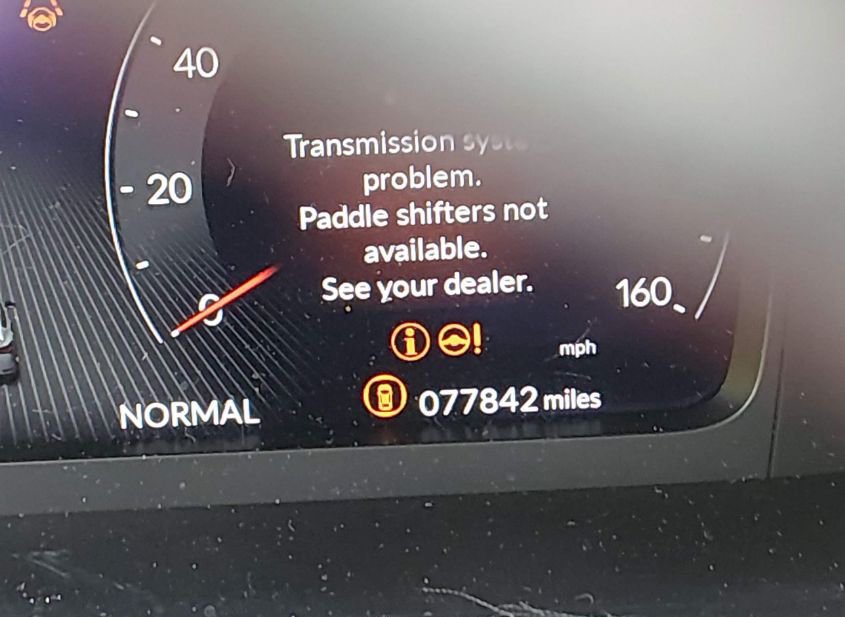 40
Transmission
problem.
20
Paddle shifters not
available.
See your dealer.
0
160
mph
077842 miles
NORMAL